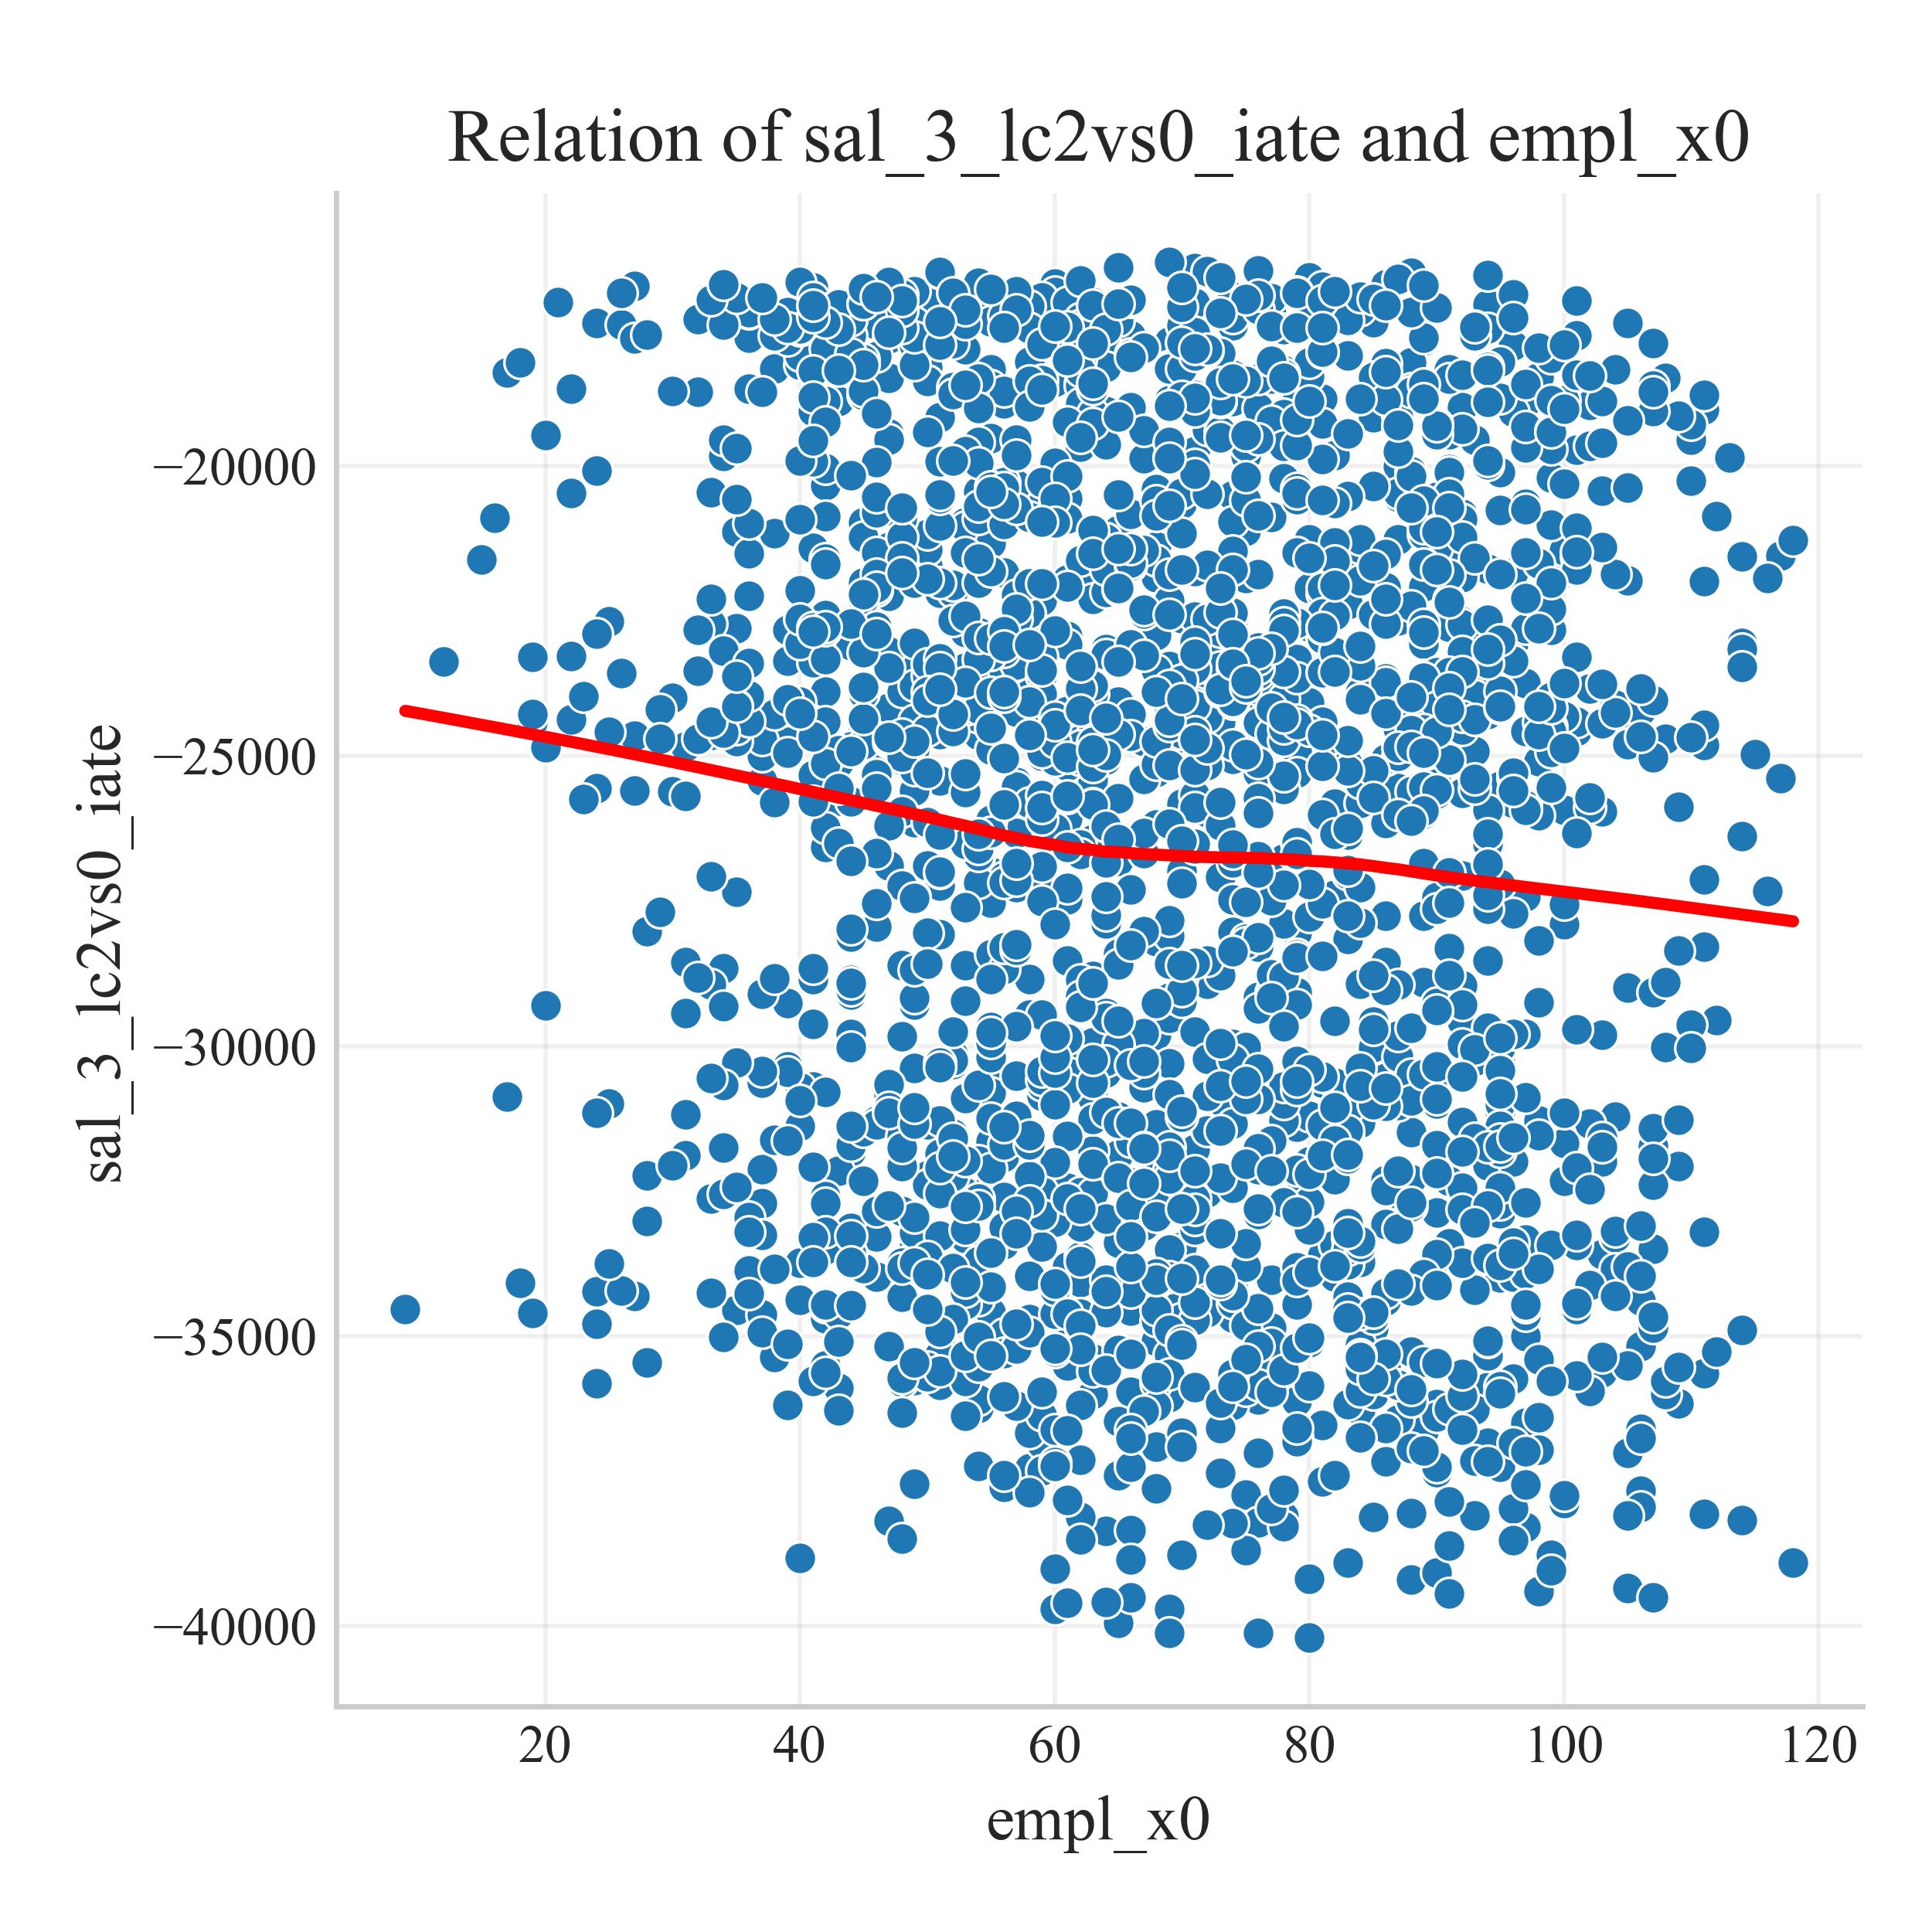 Relation of sal_3_lc2vs0_iate and empl_x0
sal_3_lc2vs0_iate
−20000
−25000
−30000
−35000
−40000
20 40 60 80 100 120
empl_x0